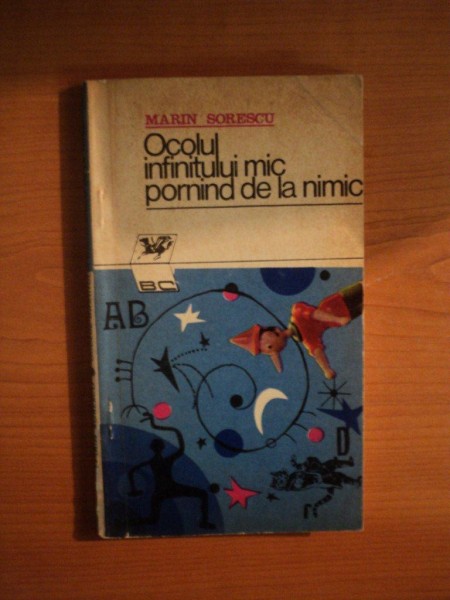 MARIN SORESCU
Ocolul
infinitului mic
pornind de la nimic
BC
AB
D